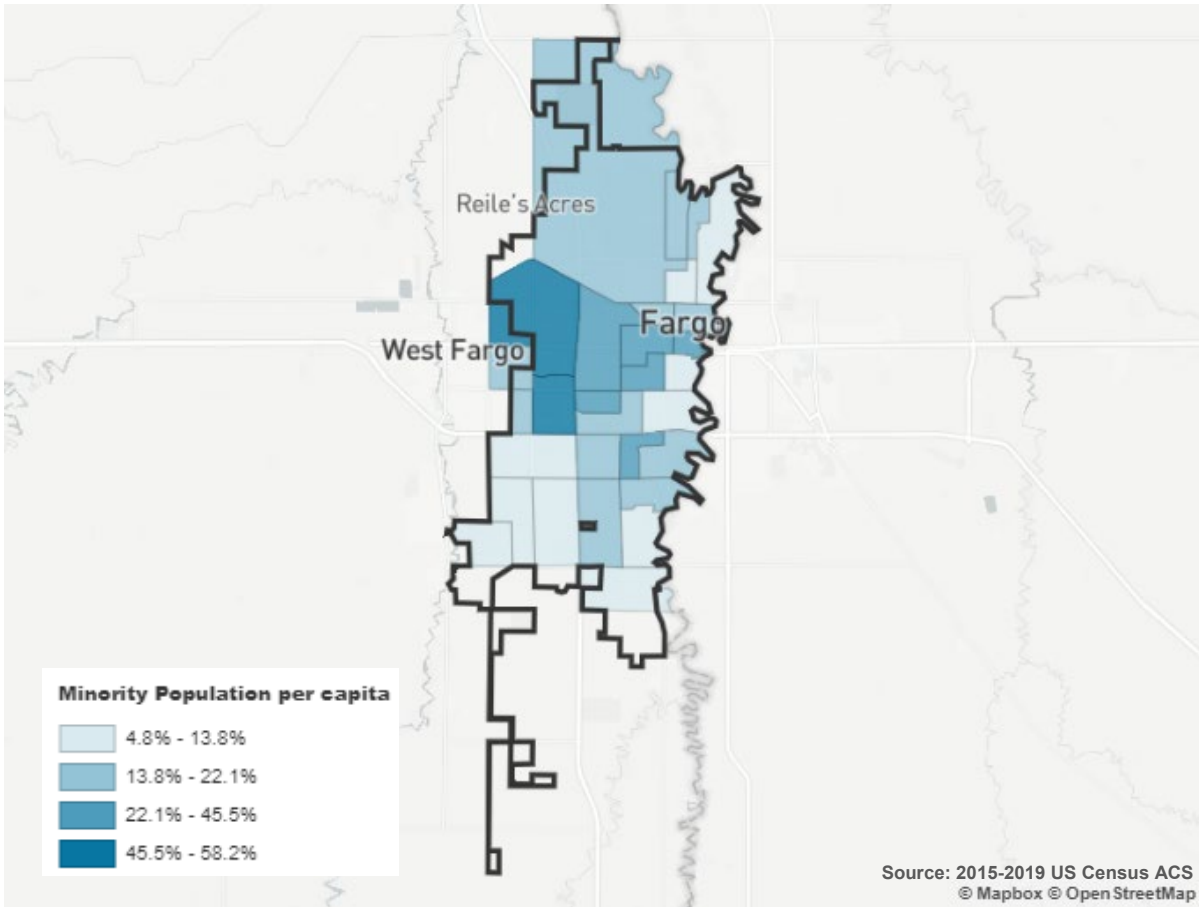 Reile's Acres
Fargo
West Fargo
Minority Population per capita
4.8% - 13.8%
13.8% - 22.1%
22.1% - 45.5%
45.5% - 58.2%
Source: 2015-2019 US Census ACS
© Mapbox © OpenStreetMap